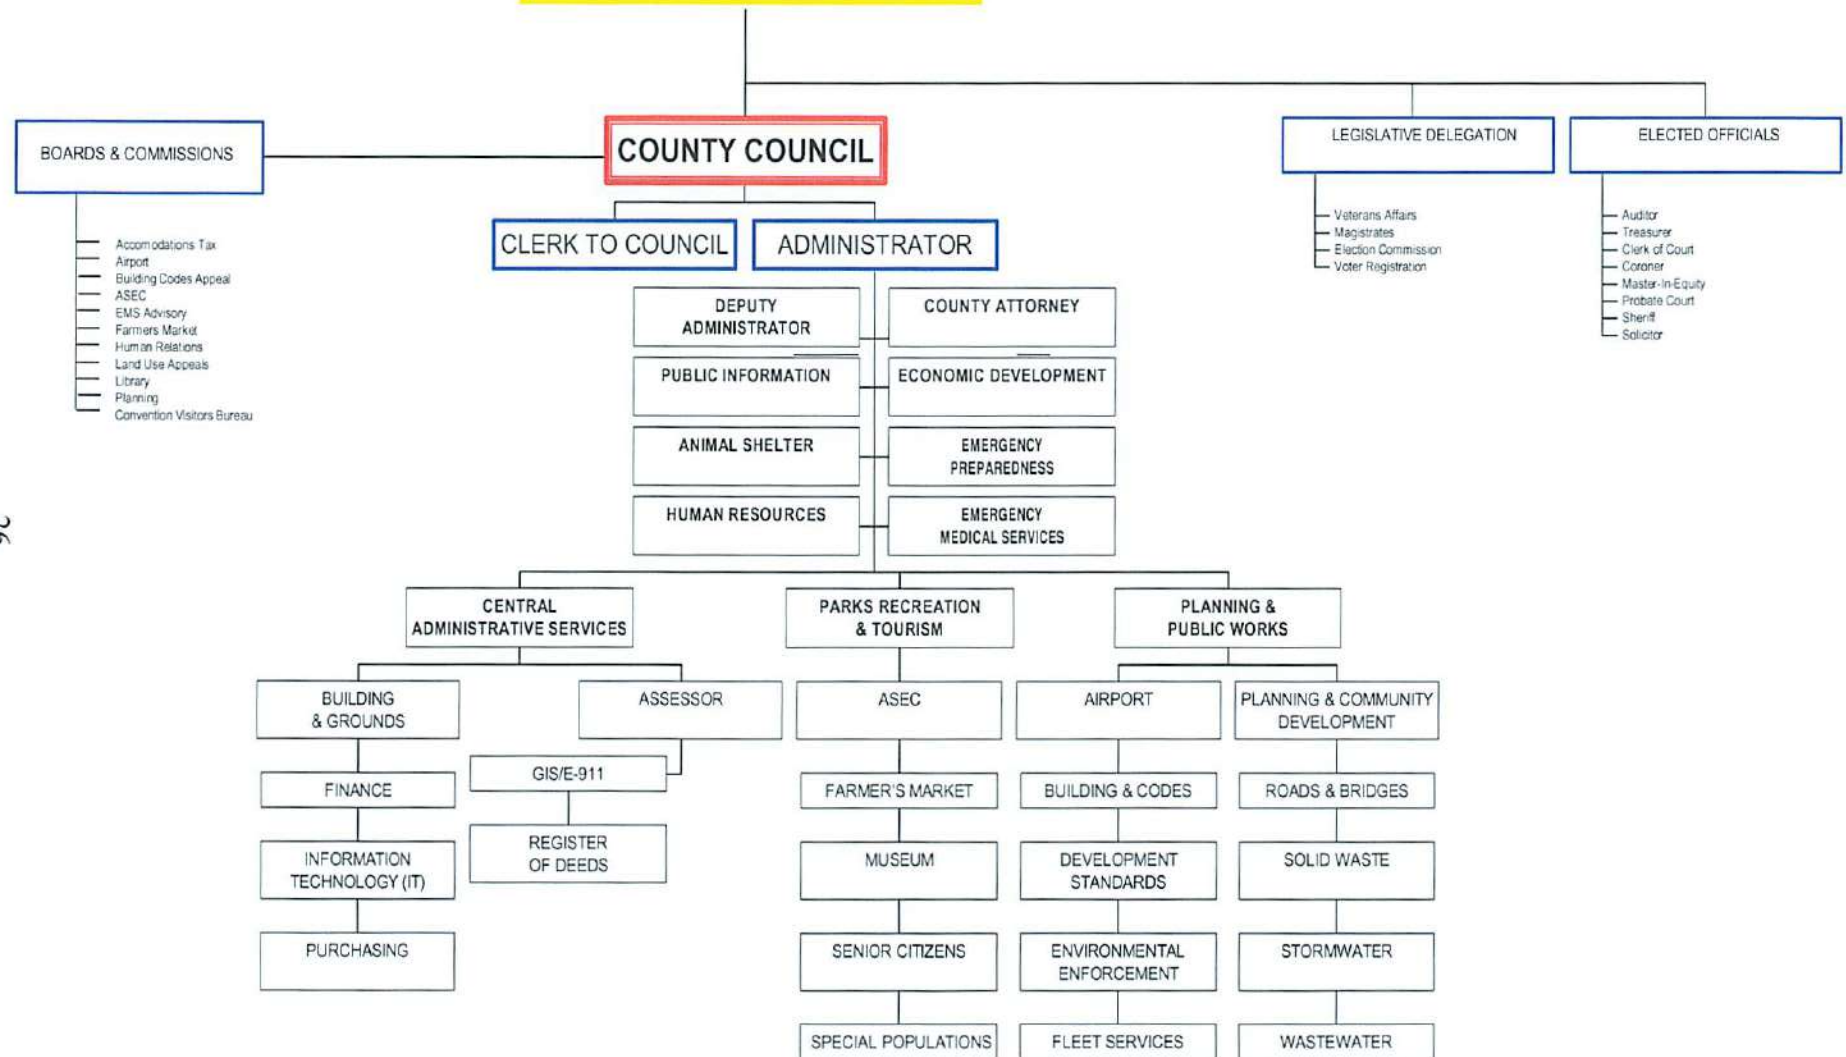 COUNTY COUNCIL
BOARDS & COMMISSIONS
LEGISLATIVE DELEGATION
ELECTED OFFICIALS
Accomodations Tax
Airport
Building Codes Appeal
ASEC
EMS Advisory
Farmers Market
Human Relations
Land Use Appeals
Library
Planning
Convention Visitors Bureau
CLERK TO COUNCIL
ADMINISTRATOR
Veterans Affairs
Magistrates
Election Commission
Voter Registration
Auditor
Treasurer
Clerk of Court
Coroner
Master-In-Equity
Probate Court
Sheriff
Solicitor
DEPUTY
ADMINISTRATOR
COUNTY ATTORNEY
PUBLIC INFORMATION
ECONOMIC DEVELOPMENT
ANIMAL SHELTER
EMERGENCY
PREPAREDNESS
HUMAN RESOURCES
EMERGENCY
MEDICAL SERVICES
26
CENTRAL
ADMINISTRATIVE SERVICES
PARKS RECREATION
& TOURISM
PLANNING &
PUBLIC WORKS
BUILDING
& GROUNDS
ASSESSOR
ASEC
AIRPORT
PLANNING & COMMUNITY
DEVELOPMENT
FINANCE
GIS/E-911
FARMER'S MARKET
BUILDING & CODES
ROADS & BRIDGES
INFORMATION
TECHNOLOGY (IT)
REGISTER
OF DEEDS
MUSEUM
DEVELOPMENT
STANDARDS
SOLID WASTE
PURCHASING
SENIOR CITIZENS
ENVIRONMENTAL
ENFORCEMENT
STORMWATER
SPECIAL POPULATIONS
FLEET SERVICES
WASTEWATER